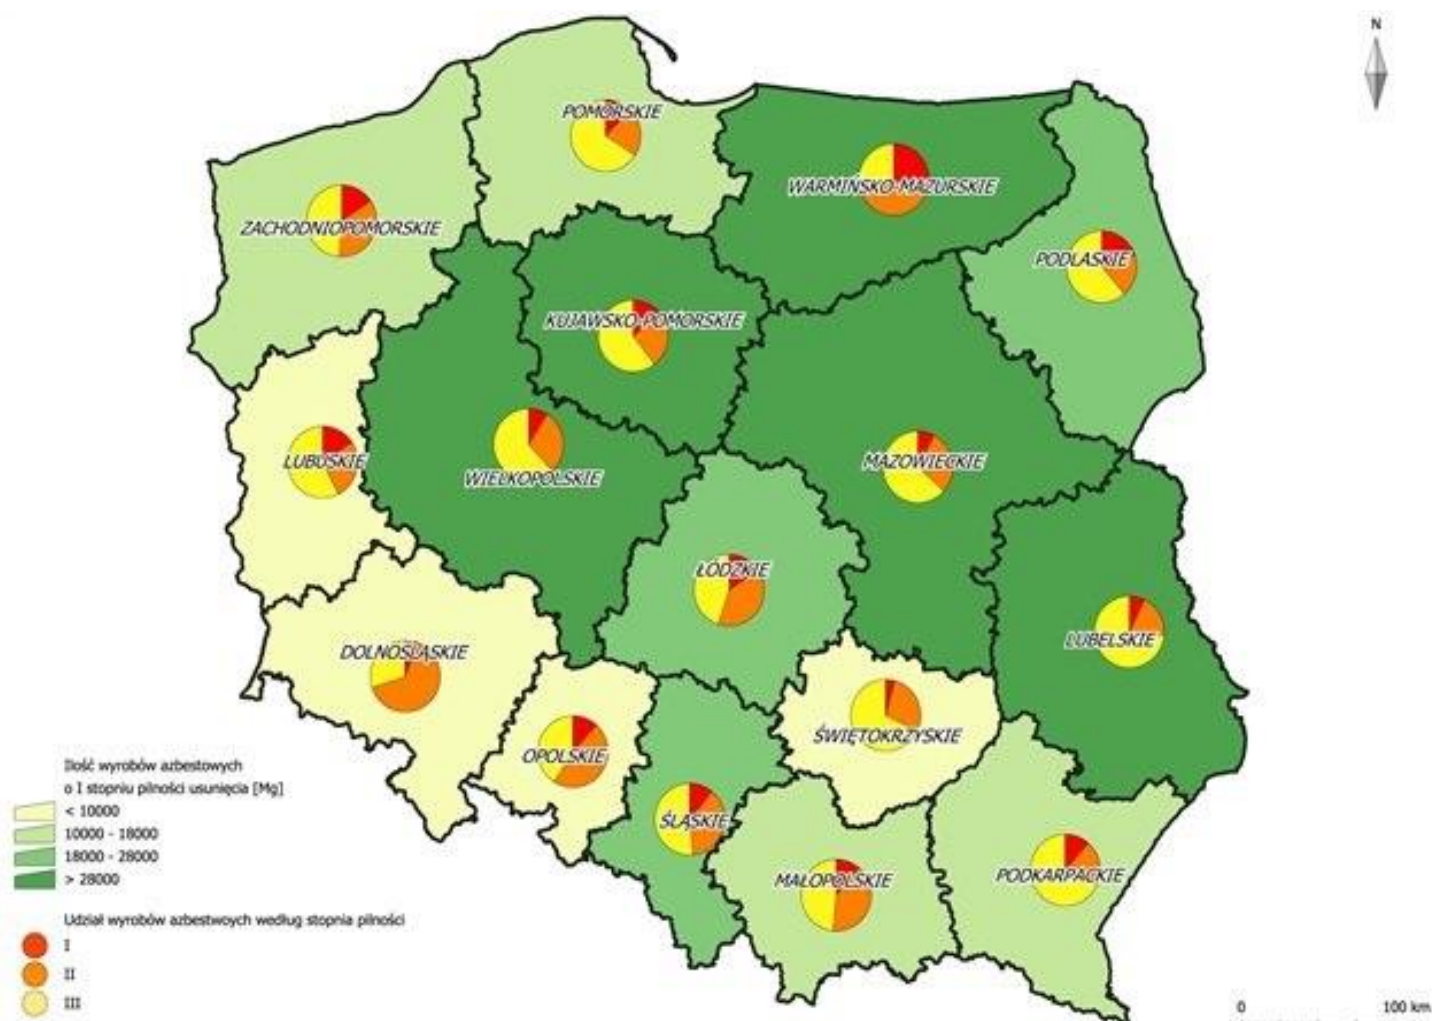 N
POMORSKIE
WARMIŃSKO-MAZURSKIE
ZACHODNIOPOMORSKIE
PODLASKIE
KUJAWSKO-POMORSKIE
LUBUSKIE
WIELKOPOLSKIE
MAZOWIECKIE
ŁÓDZKIE
LUBELSKIE
DOLNOŚLĄSKIE
ŚWIĘTOKRZYSKIE
OPOLSKIE
ŚLĄSKIE
MAŁOPOLSKIE
PODKARPACKIE
Ilość wyrobów azbestowych
o I stopniu pilności usunięcia [Mg]
< 10000
10000 - 18000
18000 - 28000
> 28000
Udział wyrobów azbestwoych według stopnia pilności
I
II
III
0 100 km